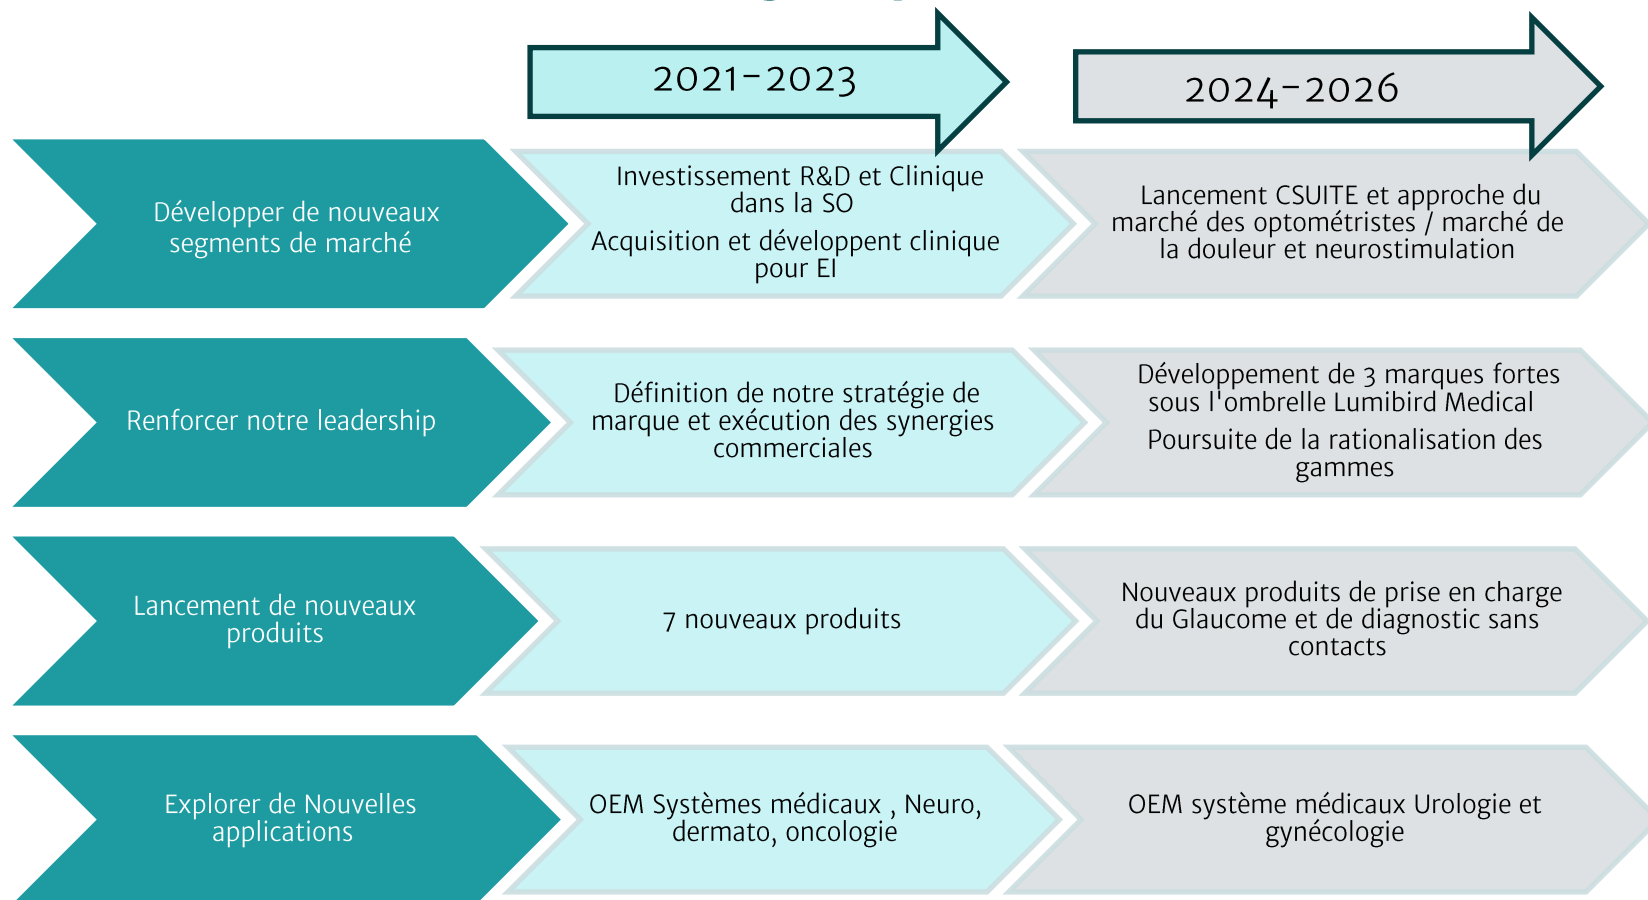 2021-2023
2024-2026
Développer de nouveaux
segments de marché
Investissement R&D et Clinique
dans la SO
Acquisition et développent clinique
pour EI
Lancement CSUITE et approche du
marché des optométristes / marché de
la douleur et neurostimulation
Renforcer notre leadership
Définition de notre stratégie de
marque et exécution des synergies
commerciales
Développement de 3 marques fortes
sous l'ombrelle Lumibird Medical
Poursuite de la rationalisation des
gammes
Lancement de nouveaux
produits
7 nouveaux produits
Nouveaux produits de prise en charge
du Glaucome et de diagnostic sans
contacts
Explorer de Nouvelles
applications
OEM Systèmes médicaux , Neuro,
dermato, oncologie
OEM système médicaux Urologie et
gynécologie